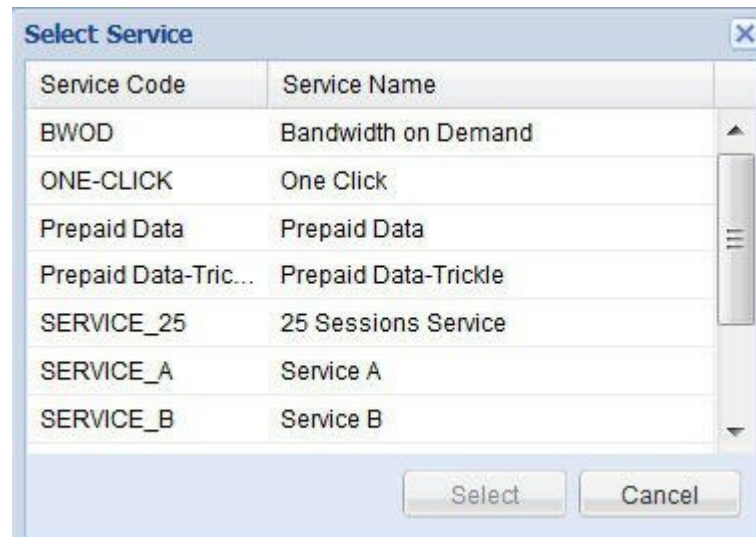 Select Service
Service Code Service Name
BWOD Bandwidth on Demand
ONE-CLICK One Click
Prepaid Data Prepaid Data
Prepaid Data-Tric... Prepaid Data-Trickle
SERVICE_25 25 Sessions Service
SERVICE_A Service A
SERVICE_B Service B
Select Cancel